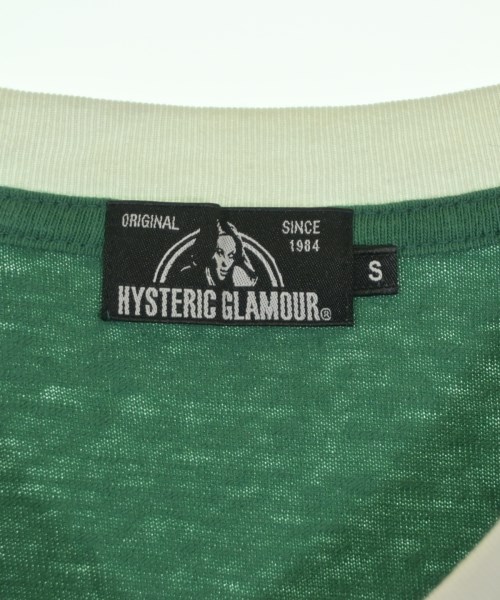 ORIGINAL SINCE
1984
HYSTERIC GLAMOUR®
S